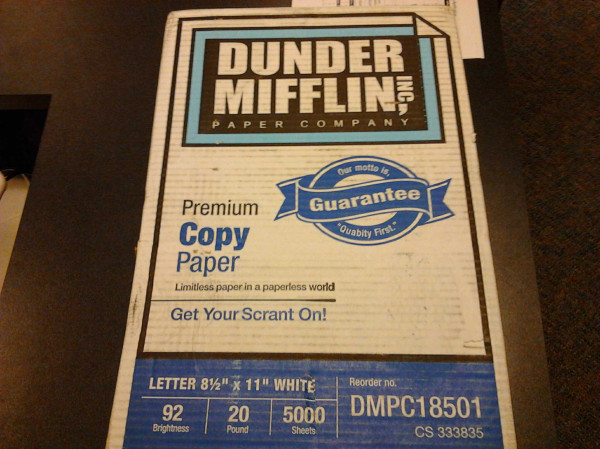 DUNDER
MIFFLIN INC,
PAPER COMPANY
Our motto is,
Guarantee
"Quabity First."
Premium
Copy
Paper
Limitless paper in a paperless world
Get Your Scrant On!
LETTER 8½" x 11" WHITE
92
Brightness
20
Pound
5000
Sheets
Reorder no.
DMPC18501
CS 333835